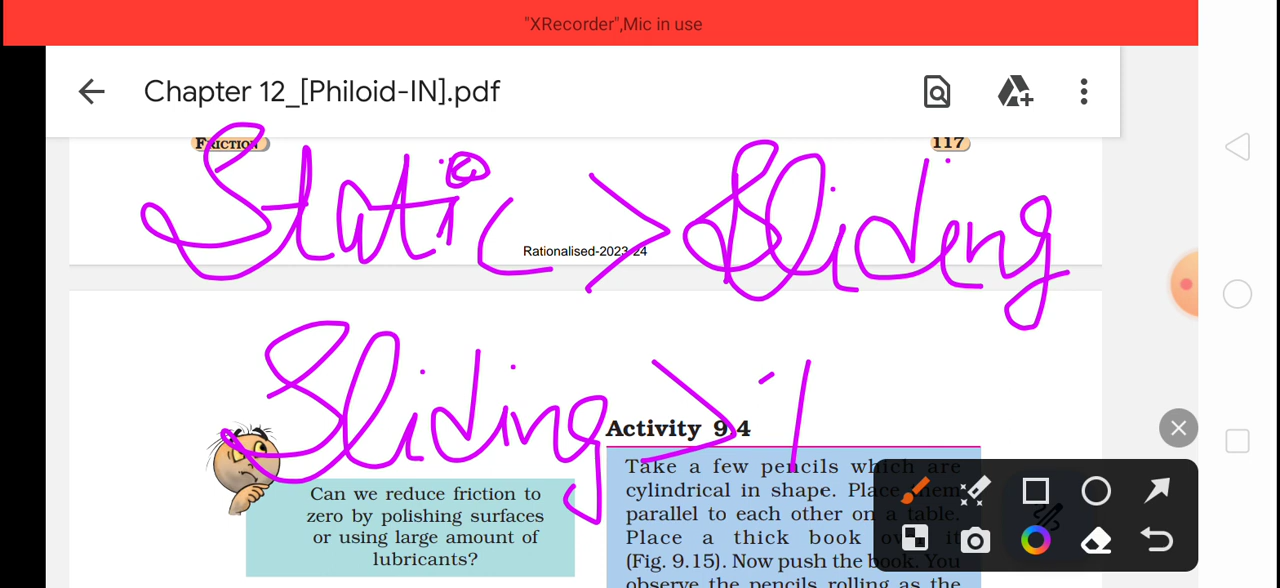 "XRecorder",Mic in use
Chapter 12_[Philoid-IN].pdf
FRICTION 117
Static > Sliding
Rationalised-2023-24
Sliding >
Activity 9.4
Can we reduce friction to
zero by polishing surfaces
or using large amount of
lubricants?
Take a few pencils which are
cylindrical in shape. Place them
parallel to each other on a table.
Place a thick book over it
(Fig. 9.15). Now push the book. You
observe the pencils rolling as the